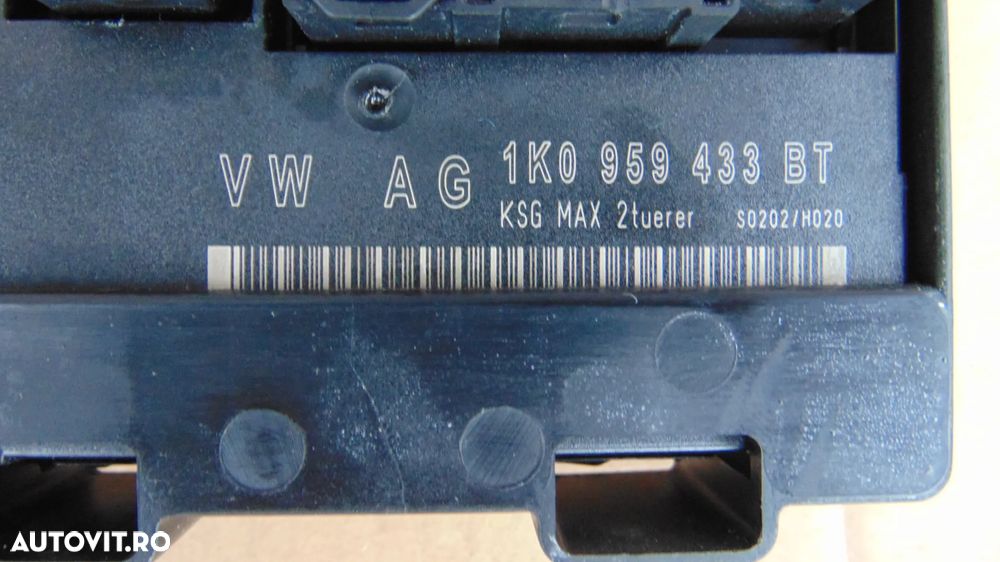 VW AG 1K0 959 433 BT
KSG MAX 2tuerer S0202/H020
AUTOVIT.RO